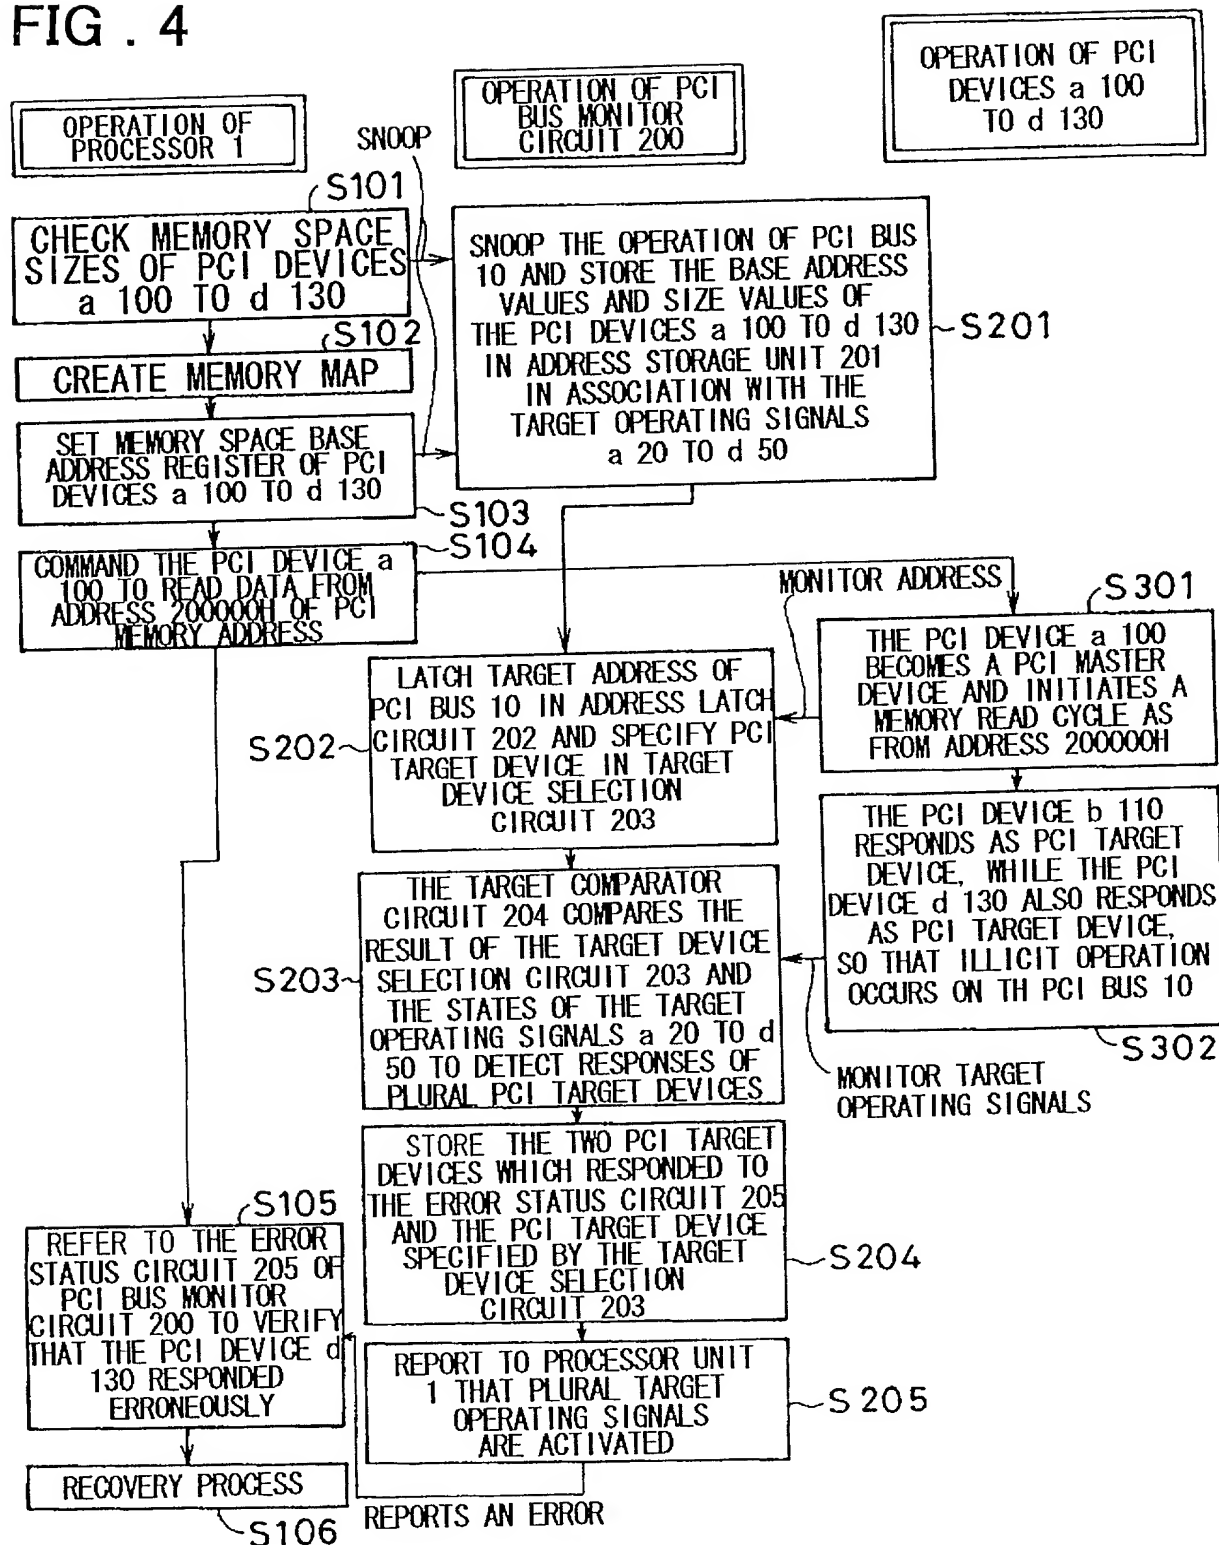 FIG . 4
OPERATION OF
PROCESSOR 1
SNOOP
OPERATION OF PCI
BUS MONITOR
CIRCUIT 200
OPERATION OF PCI
DEVICES a 100
TO d 130
S101
CHECK MEMORY SPACE
SIZES OF PCI DEVICES
a 100 TO d 130
S102
CREATE MEMORY MAP
SET MEMORY SPACE BASE
ADDRESS REGISTER OF PCI
DEVICES a 100 TO d 130
S103
S104
COMMAND THE PCI DEVICE a
100 TO READ DATA FROM
ADDRESS 200000H OF PCI
MEMORY ADDRESS
SNOOP THE OPERATION OF PCI BUS
10 AND STORE THE BASE ADDRESS
VALUES AND SIZE VALUES OF
THE PCI DEVICES a 100 TO d 130
IN ADDRESS STORAGE UNIT 201
IN ASSOCIATION WITH THE
TARGET OPERATING SIGNALS
a 20 TO d 50
S201
MONITOR ADDRESS
S301
THE PCI DEVICE a 100
BECOMES A PCI MASTER
DEVICE AND INITIATES A
MEMORY READ CYCLE AS
FROM ADDRESS 200000H
LATCH TARGET ADDRESS OF
PCI BUS 10 IN ADDRESS LATCH
CIRCUIT 202 AND SPECIFY PCI
TARGET DEVICE IN TARGET
DEVICE SELECTION
CIRCUIT 203
S202
THE PCI DEVICE b 110
RESPONDS AS PCI TARGET
DEVICE, WHILE THE PCI
DEVICE d 130 ALSO RESPONDS
AS PCI TARGET DEVICE,
SO THAT ILLICIT OPERATION
OCCURS ON TH PCI BUS 10
S302
THE TARGET COMPARATOR
CIRCUIT 204 COMPARES THE
RESULT OF THE TARGET DEVICE
SELECTION CIRCUIT 203 AND
THE STATES OF THE TARGET
OPERATING SIGNALS a 20 TO d
50 TO DETECT RESPONSES OF
PLURAL PCI TARGET DEVICES
S203
MONITOR TARGET
OPERATING SIGNALS
STORE THE TWO PCI TARGET
DEVICES WHICH RESPONDED TO
THE ERROR STATUS CIRCUIT 205
AND THE PCI TARGET DEVICE
SPECIFIED BY THE TARGET
DEVICE SELECTION
CIRCUIT 203
S204
S105
REFER TO THE ERROR
STATUS CIRCUIT 205 OF
PCI BUS MONITOR
CIRCUIT 200 TO VERIFY
THAT THE PCI DEVICE d
130 RESPONDED
ERRONEOUSLY
REPORT TO PROCESSOR UNIT
1 THAT PLURAL TARGET
OPERATING SIGNALS
ARE ACTIVATED
S205
RECOVERY PROCESS
S106
REPORTS AN ERROR